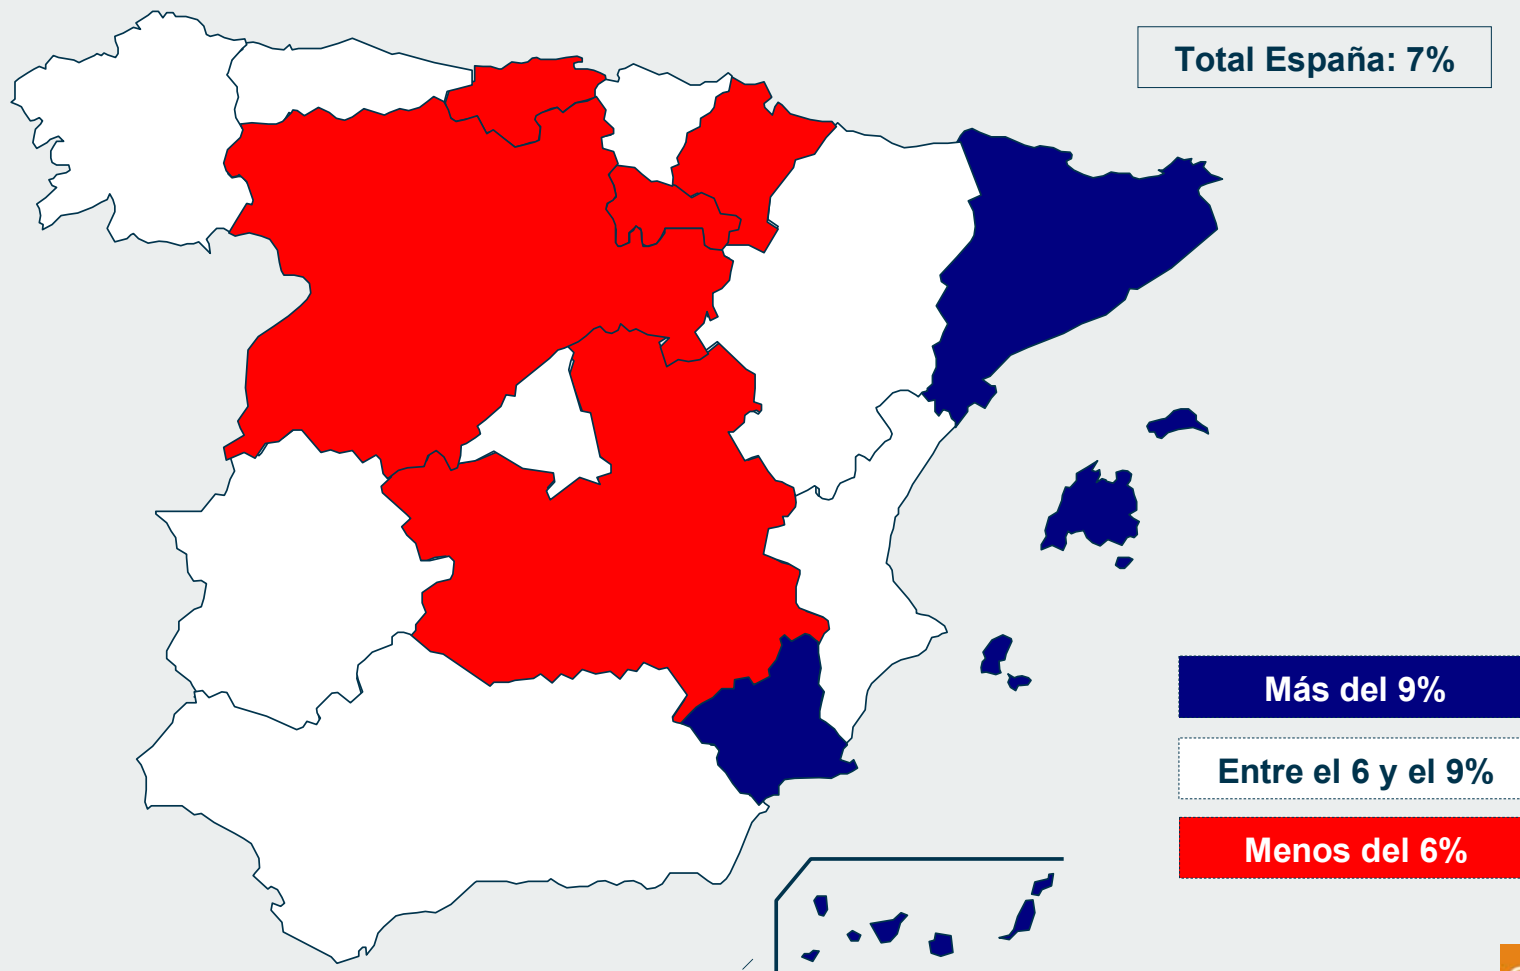 Total España: 7%
Más del 9%
Entre el 6 y el 9%
Menos del 6%